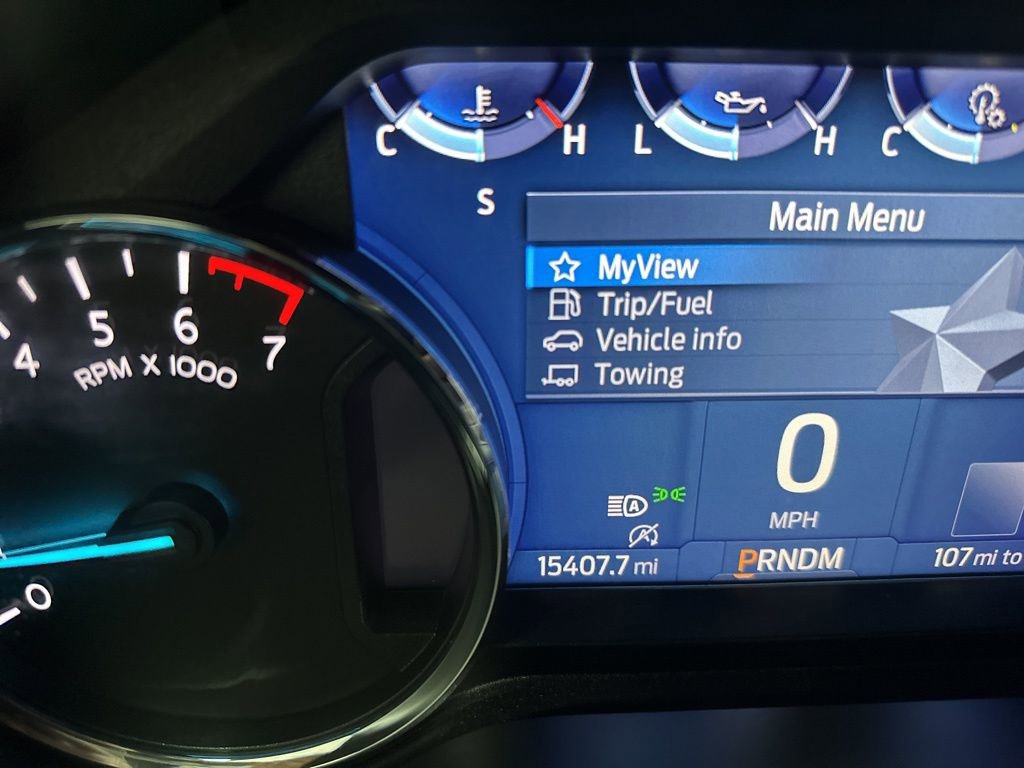 C H
L H
C
S
Main Menu
MyView
Trip/Fuel
Vehicle info
Towing
4 5 6 7
RPM X 1000
0
0
MPH
A
15407.7 mi
PRNDM
107 mi to